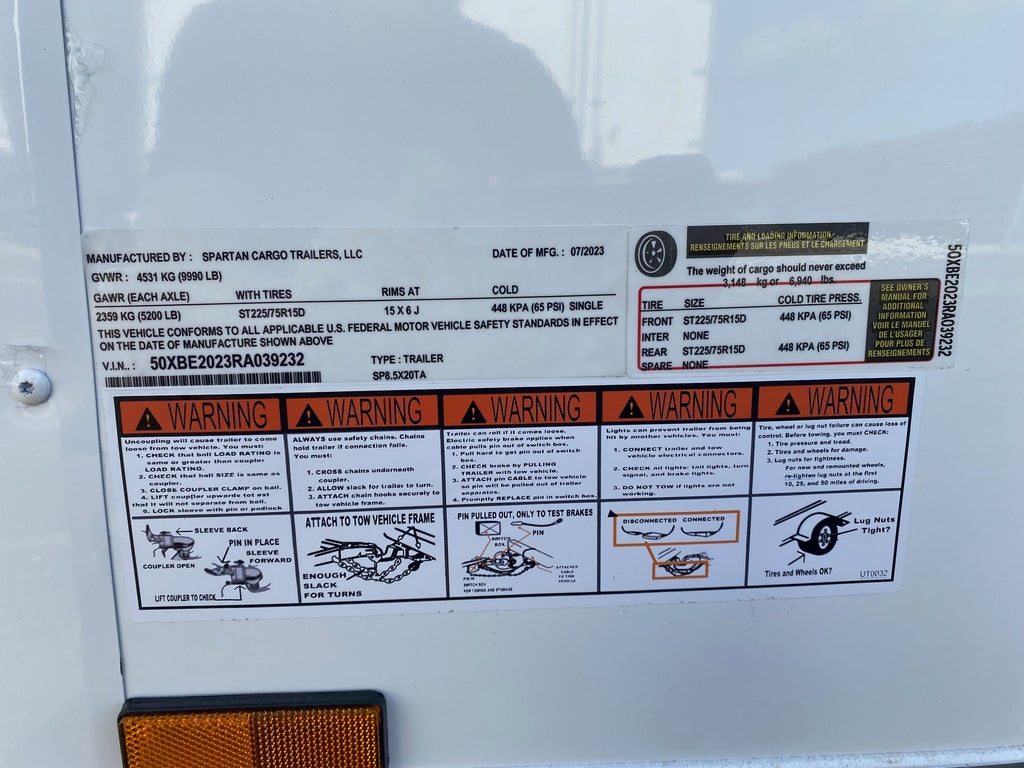 MANUFACTURED BY : SPARTAN CARGO TRAILERS, LLC DATE OF MFG. : 07/2023
GVWR : 4531 KG (9990 LB)
GAWR (EACH AXLE) WITH TIRES RIMS AT COLD
2359 KG (5200 LB) ST225/75R15D 15 X 6 J 448 KPA (65 PSI) SINGLE
THIS VEHICLE CONFORMS TO ALL APPLICABLE U.S. FEDERAL MOTOR VEHICLE SAFETY STANDARDS IN EFFECT
ON THE DATE OF MANUFACTURE SHOWN ABOVE
V.I.N.. : 50XBE2023RA039232 TYPE : TRAILER
SP8.5X20TA
TIRE AND LOADING INFORMATION
RENSEIGNEMENTS SUR LES PNEUS ET LE CHARGEMENT
The weight of cargo should never exceed
3,148 kg or 6,940 lbs.
TIRE SIZE COLD TIRE PRESS.
FRONT ST225/75R15D 448 KPA (65 PSI)
INTER NONE
REAR ST225/75R15D 448 KPA (65 PSI)
SPARE NONE
SEE OWNER'S
MANUAL FOR
ADDITIONAL
INFORMATION
VOIR LE MANUEL
DE L'USAGER
POUR PLUS DE
RENSEIGNEMENTS
50XBE2023RA039232
WARNING
Uncoupling will cause trailer to come
loose from tow vehicle. You must:
1. CHECK that ball LOAD RATING is
same or greater than coupler
LOAD RATING.
2. CHECK that ball SIZE is same as
coupler.
3. CLOSE COUPLER CLAMP on ball.
4. LIFT coupler upwards to test
that it will not separate from ball.
5. LOCK sleeve with pin or padlock
SLEEVE BACK
PIN IN PLACE
SLEEVE
FORWARD
COUPLER OPEN
LIFT COUPLER TO CHECK
WARNING
ALWAYS use safety chains. Chains
hold trailer if connection fails.
You must:
1. CROSS chains underneath
coupler.
2. ALLOW slack for trailer to turn.
3. ATTACH chain hooks securely to
tow vehicle frame.
ATTACH TO TOW VEHICLE FRAME
ENOUGH
SLACK
FOR TURNS
WARNING
Trailer can roll if it comes loose.
Electric safety brake applies when
cable pulls pin out of switch box.
1. Pull hard to get pin out of switch
box.
2. CHECK brake by PULLING
TRAILER with tow vehicle.
3. ATTACH pin CABLE to tow vehicle
so pin will be pulled out of trailer
separates.
4. Promptly REPLACE pin in switch box.
PIN PULLED OUT, ONLY TO TEST BRAKES
SWITCH
BOX
PIN
PIN IN
SWITCH BOX
FOR TOWING AND STORAGE
ATTACHED
CABLE
TO TOW
VEHICLE
WARNING
Lights can prevent trailer from being
hit by another vehicles. You must:
1. CONNECT trailer and tow
vehicle electric connectors.
2. CHECK all lights: tail lights, turn
signal, and brake lights.
3. DO NOT TOW if lights are not
working.
DISCONNECTED CONNECTED
WARNING
Tire, wheel or lug nut failure can cause loss of
control. Before towing, you must CHECK:
1. Tire pressure and tread.
2. Tires and wheels for damage.
3. Lug nuts for tightness.
For new and remounted wheels,
re-tighten lug nuts at the first
10, 25, and 50 miles of driving.
Lug Nuts
Tight?
Tires and Wheels OK?
UT0032